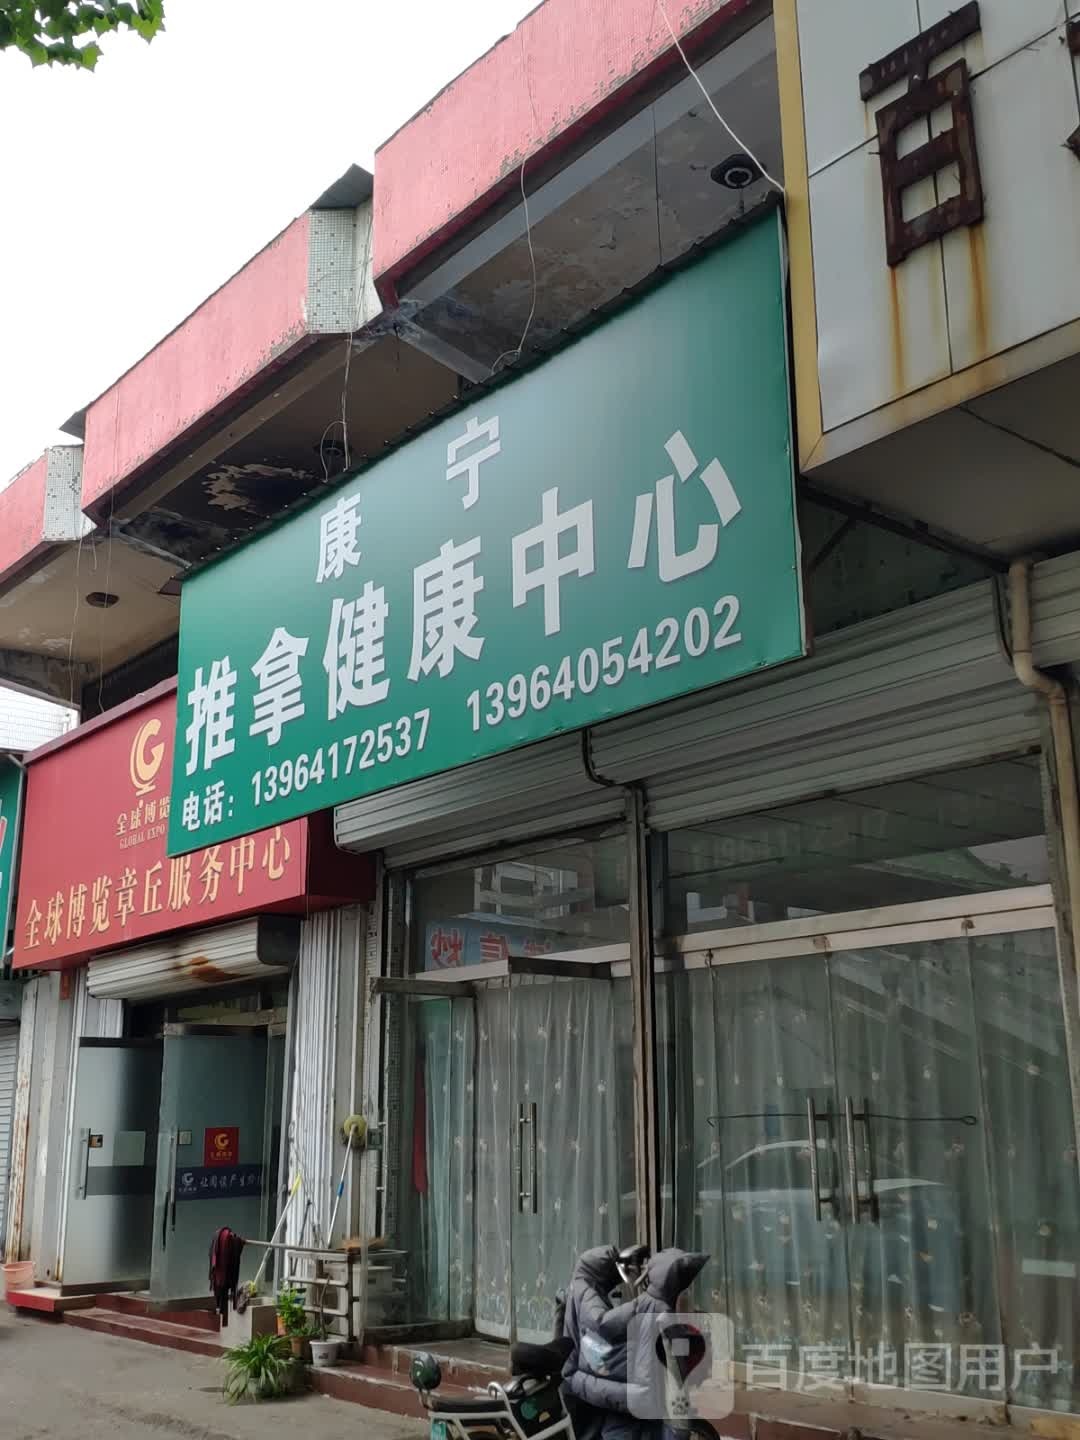 百
康宁
推拿健康中心
电话：13964172537 13964054202
全球博览
GLOBAL EXPO
全球博览章丘服务中心
百度地图用户